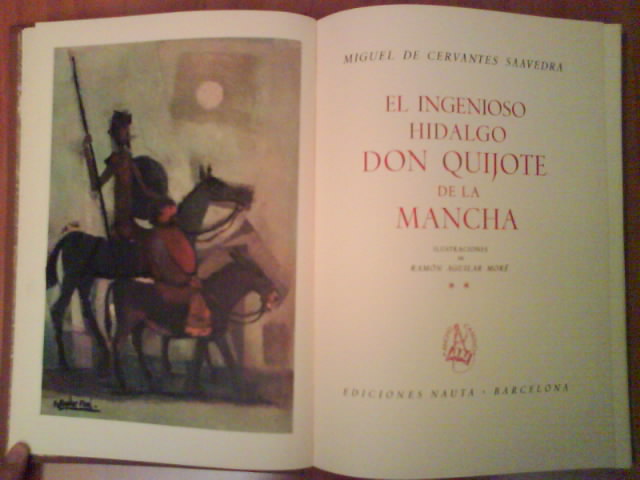 MIGUEL DE CERVANTES SAAVEDRA
EL INGENIOSO
HIDALGO
DON QUIJOTE
DE LA
MANCHA
ILUSTRACIONES
DE
RAMÓN AGUILAR MORÉ
* *
EDICIONES NAUTA · BARCELONA